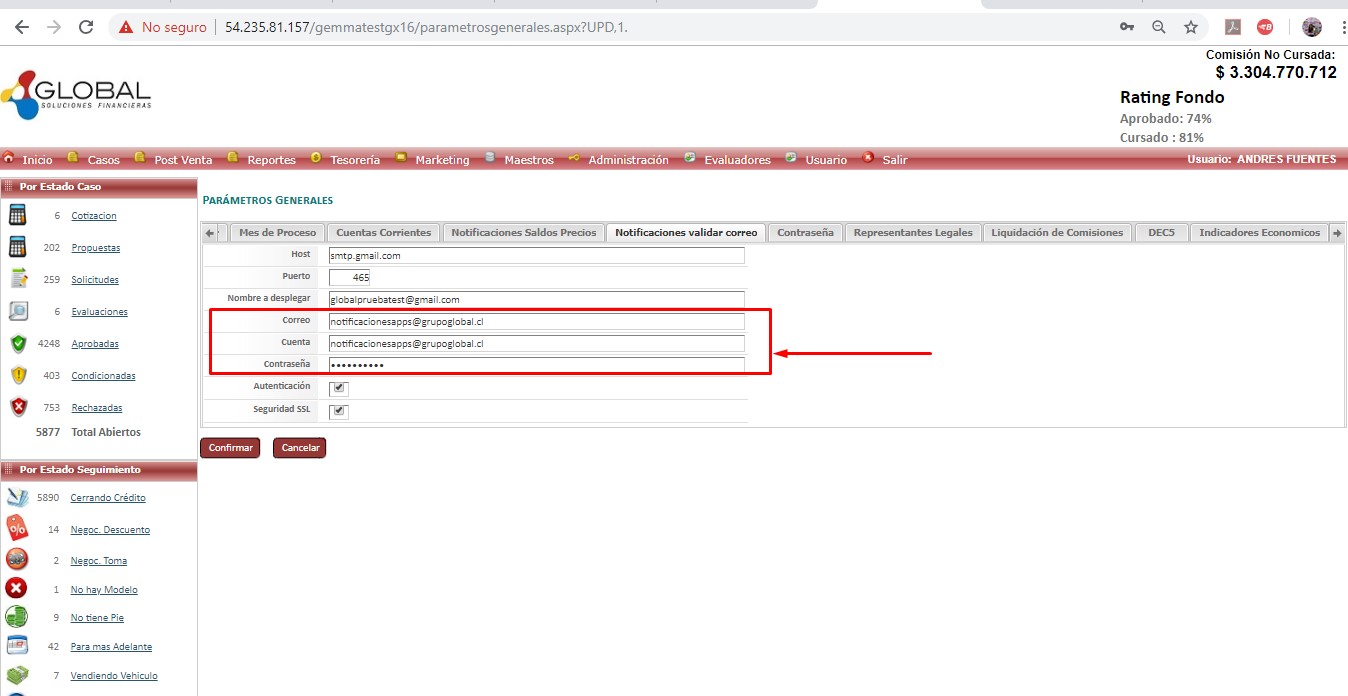 No seguro | 54.235.81.157/gemmatestgx16/parametrosgenerales.aspx?UPD,1.
Comisión No Cursada:
$ 3.304.770.712
GLOBAL
SOLUCIONES FINANCIERAS
Rating Fondo
Aprobado: 74%
Cursado : 81%
Inicio Casos Post Venta Reportes Tesorería Marketing Maestros Administración Evaluadores Usuario Salir Usuario: ANDRES FUENTES
Por Estado Caso
6 Cotizacion
202 Propuestas
259 Solicitudes
6 Evaluaciones
4248 Aprobadas
403 Condicionadas
753 Rechazadas
5877 Total Abiertos
Por Estado Seguimiento
5890 Cerrando Crédito
14 Negoc. Descuento
2 Negoc. Toma
1 No hay Modelo
9 No tiene Pie
42 Para mas Adelante
7 Vendiendo Vehiculo
PARÁMETROS GENERALES
Mes de Proceso Cuentas Corrientes Notificaciones Saldos Precios Notificaciones validar correo Contraseña Representantes Legales Liquidación de Comisiones DEC5 Indicadores Economicos
Host smtp.gmail.com
Puerto 465
Nombre a desplegar globalpruebatest@gmail.com
Correo notificacionesapps@grupoglobal.cl
Cuenta notificacionesapps@grupoglobal.cl
Contraseña ••••••••••
Autenticación
Seguridad SSL
Confirmar Cancelar